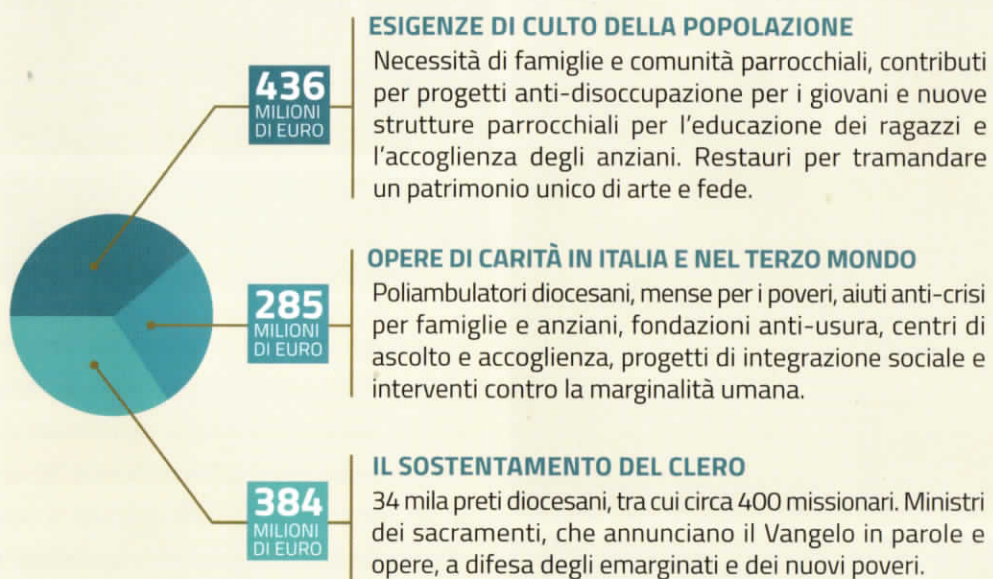 436
MILIONI
DI EURO
ESIGENZE DI CULTO DELLA POPOLAZIONE
Necessità di famiglie e comunità parrocchiali, contributi
per progetti anti-disoccupazione per i giovani e nuove
strutture parrocchiali per l'educazione dei ragazzi e
l'accoglienza degli anziani. Restauri per tramandare
un patrimonio unico di arte e fede.
285
MILIONI
DI EURO
OPERE DI CARITÀ IN ITALIA E NEL TERZO MONDO
Poliambulatori diocesani, mense per i poveri, aiuti anti-crisi
per famiglie e anziani, fondazioni anti-usura, centri di
ascolto e accoglienza, progetti di integrazione sociale e
interventi contro la marginalità umana.
384
MILIONI
DI EURO
IL SOSTENTAMENTO DEL CLERO
34 mila preti diocesani, tra cui circa 400 missionari. Ministri
dei sacramenti, che annunciano il Vangelo in parole e
opere, a difesa degli emarginati e dei nuovi poveri.